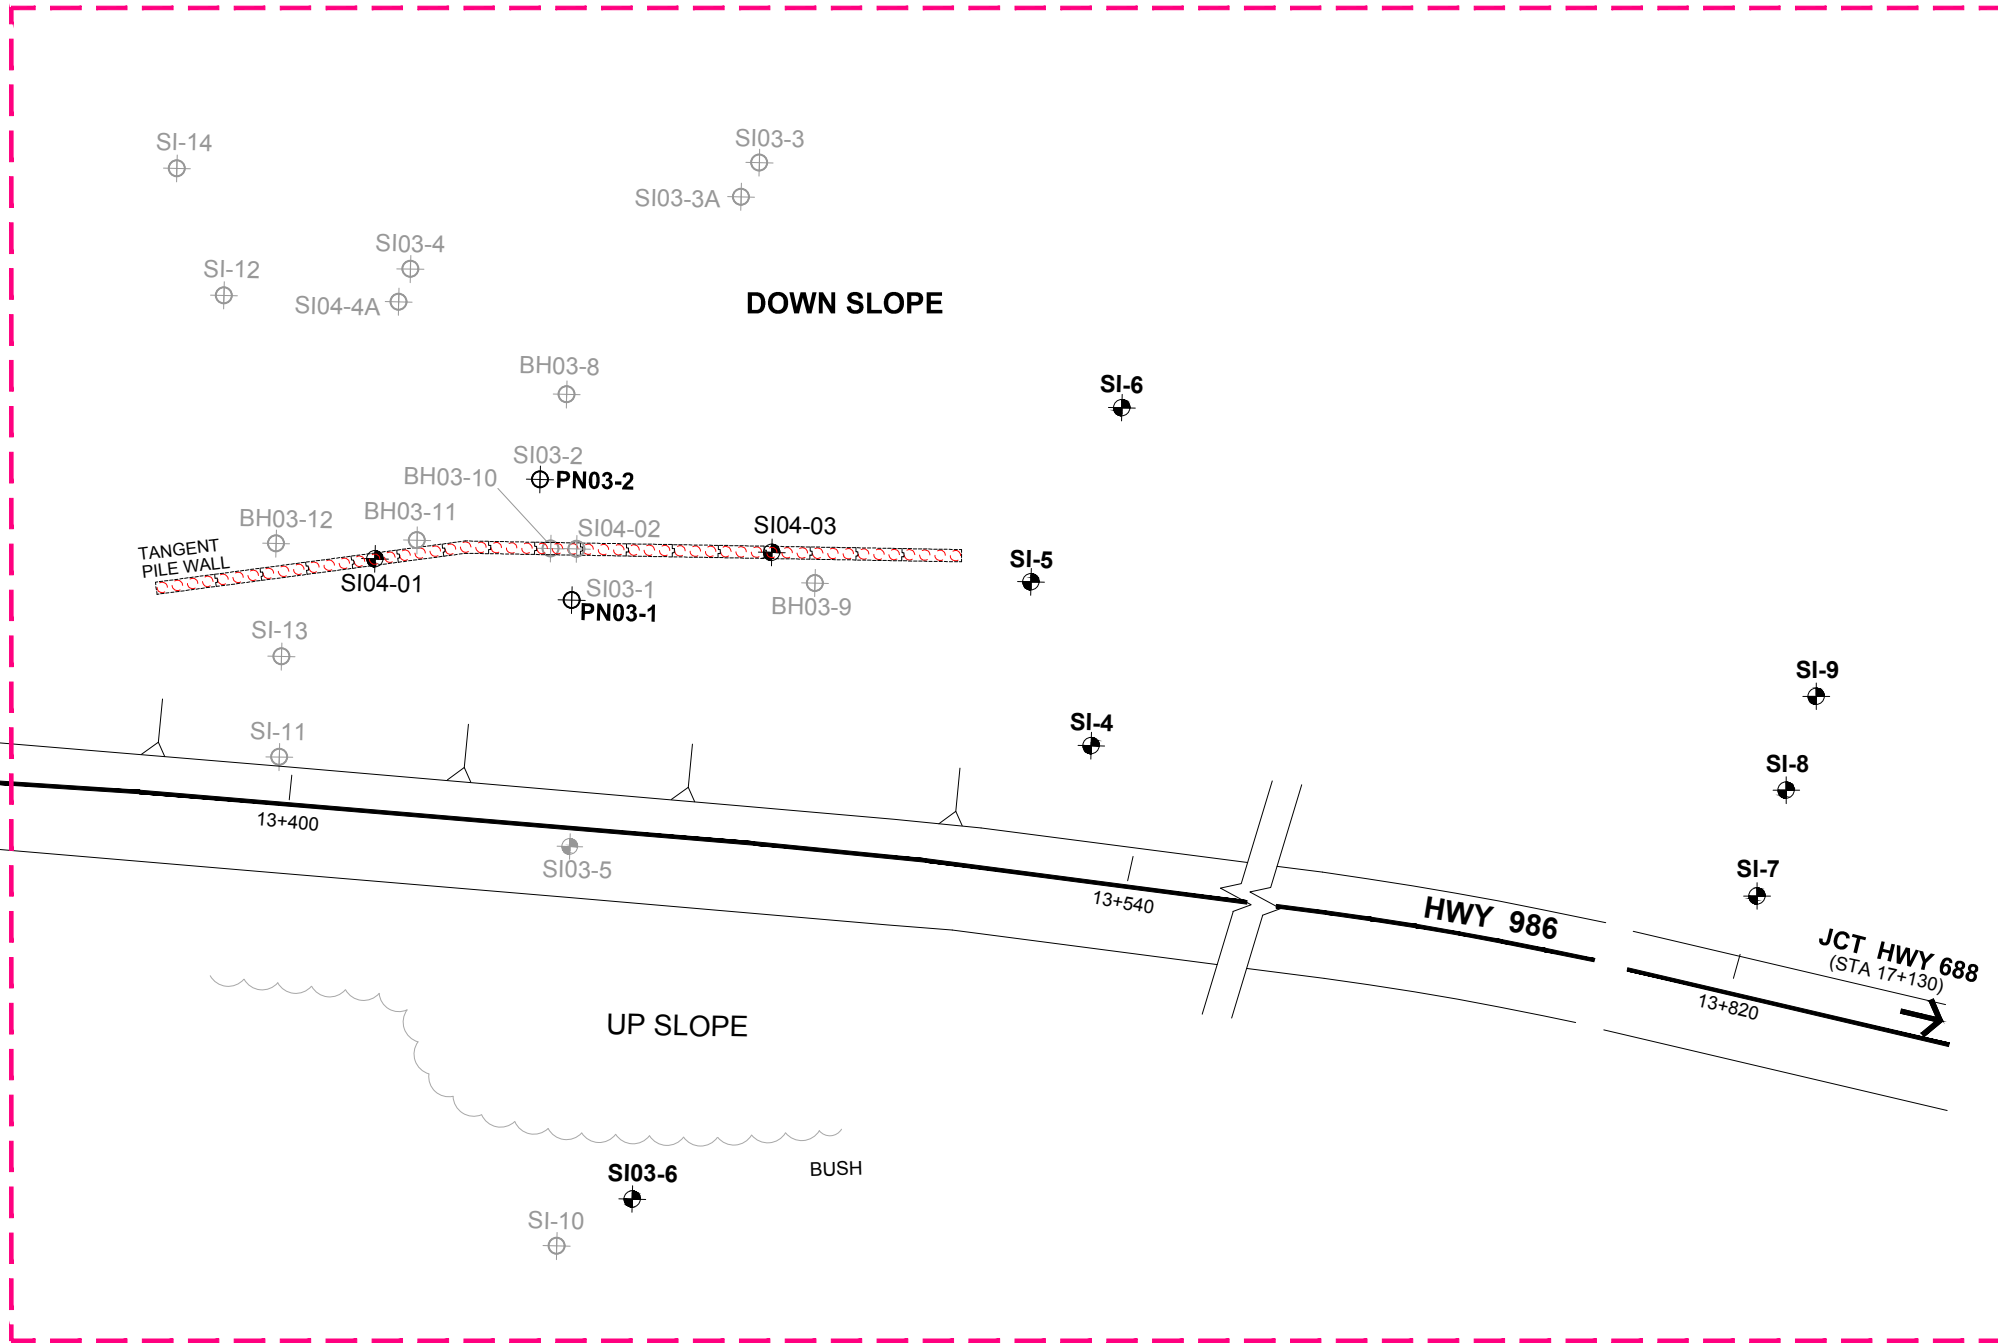 SI-14
SI03-3
SI03-3A
SI03-4
SI-12
SI04-4A
DOWN SLOPE
BH03-8
SI-6
SI03-2
BH03-10
PN03-2
BH03-12
BH03-11
SI04-02
SI04-03
TANGENT
PILE WALL
SI04-01
SI-5
SI03-1
PN03-1
BH03-9
SI-13
SI-9
SI-11
SI-4
SI-8
13+400
SI03-5
SI-7
13+540
HWY 986
JCT HWY 688
(STA 17+130)
13+820
UP SLOPE
BUSH
SI03-6
SI-10